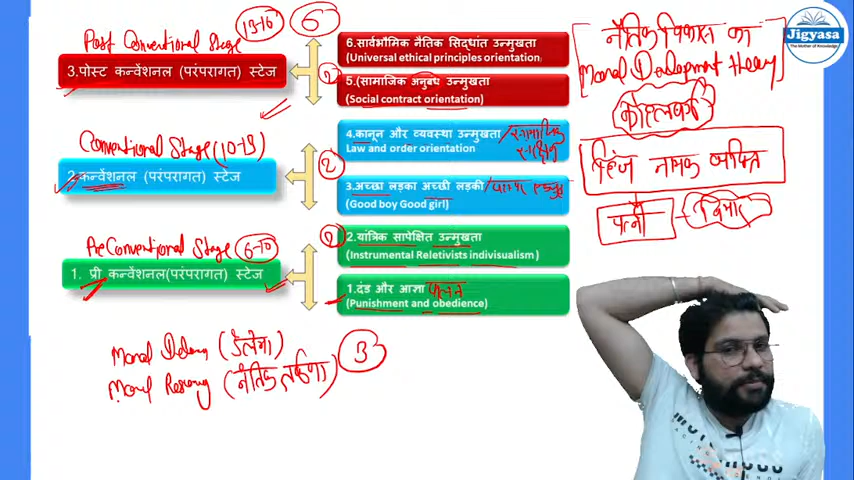 Post Conventional Stage (13-16)
6
3.पोस्ट कन्वेंशनल (परंपरागत) स्टेज
6.सार्वभौमिक नैतिक सिद्धांत उन्मुखता
(Universal ethical principles orientation
5.(सामाजिक अनुबंध उन्मुखता
(Social contract orientation)
Conventional Stage (10-13)
2
2.कन्वेंशनल (परंपरागत) स्टेज
4.कानून और व्यवस्था उन्मुखता
Law and order orientation
3.अच्छा लड़का अच्छी लड़की
(Good boy Good girl)
Pre Conventional Stage (6-10)
1. प्री कन्वेंशनल(परंपरागत) स्टेज
2.यांत्रिक सापेक्षित उन्मुखता
(Instrumental Reletivists indivisualism)
1.दंड और आज्ञा पालन
(Punishment and obedience)
Moral (डलेमा)
Moral (नैतिक तर्कणा)
B
Jigyasa
The Mother of Knowledge
नैतिक विकास का
Moral Development theory
कोहलबर्ग
हिंज नामक व्यक्ति
पत्नी - बिमार